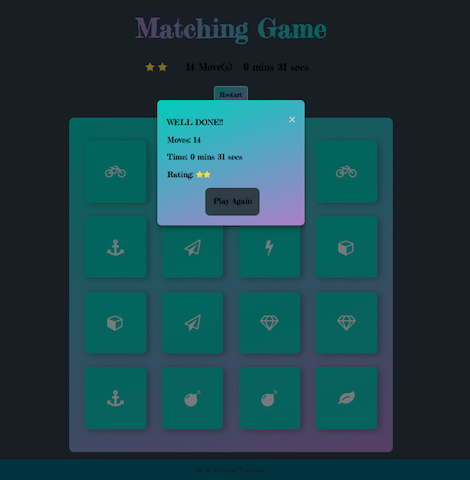 Matching Game
14 Move(s) 0 mins 31 secs
Restart
WELL DONE!!
×
Moves: 14
Time: 0 mins 31 secs
Rating:
Play Again